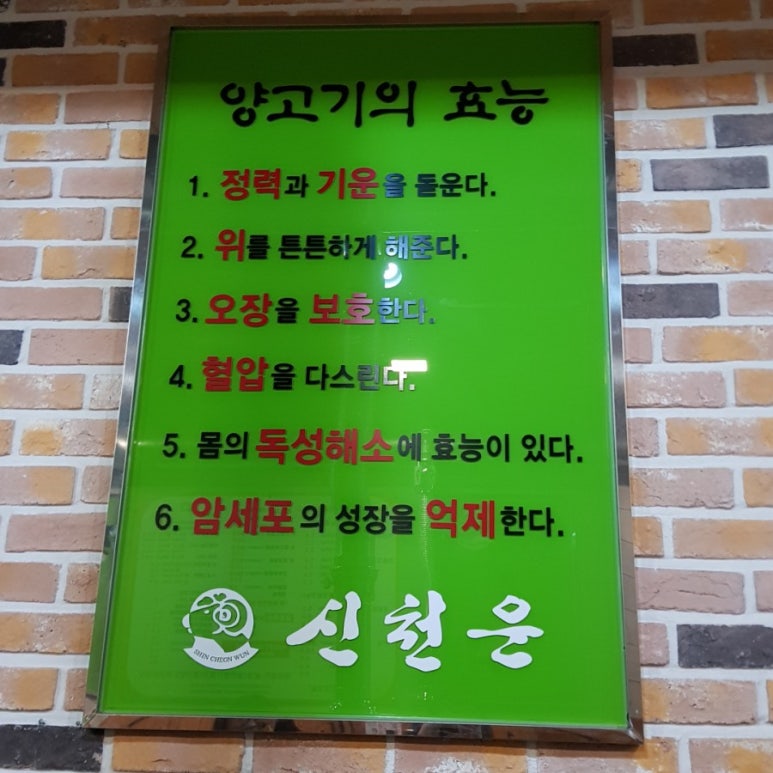 양고기의 효능
1. 정력과 기운을 돋운다.
2. 위를 튼튼하게 해준다.
3. 오장을 보호한다.
4. 혈압을 다스린다.
5. 몸의 독성해소에 효능이 있다.
6. 암세포의 성장을 억제한다.
SHIN CHEON WUN
신천운